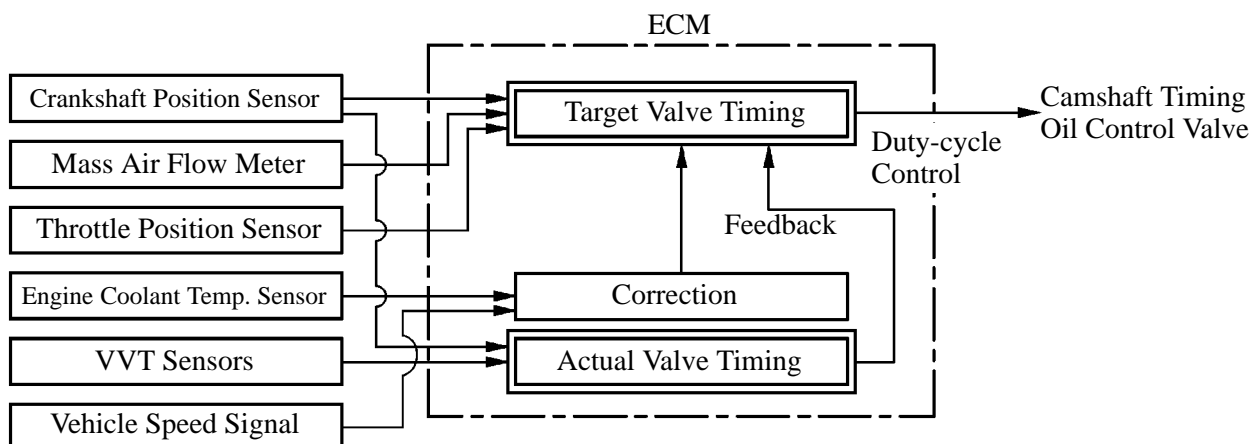 ECM
Crankshaft Position Sensor
Target Valve Timing
Camshaft Timing
Oil Control Valve
Mass Air Flow Meter
Duty-cycle
Control
Throttle Position Sensor
Feedback
Engine Coolant Temp. Sensor
Correction
VVT Sensors
Actual Valve Timing
Vehicle Speed Signal